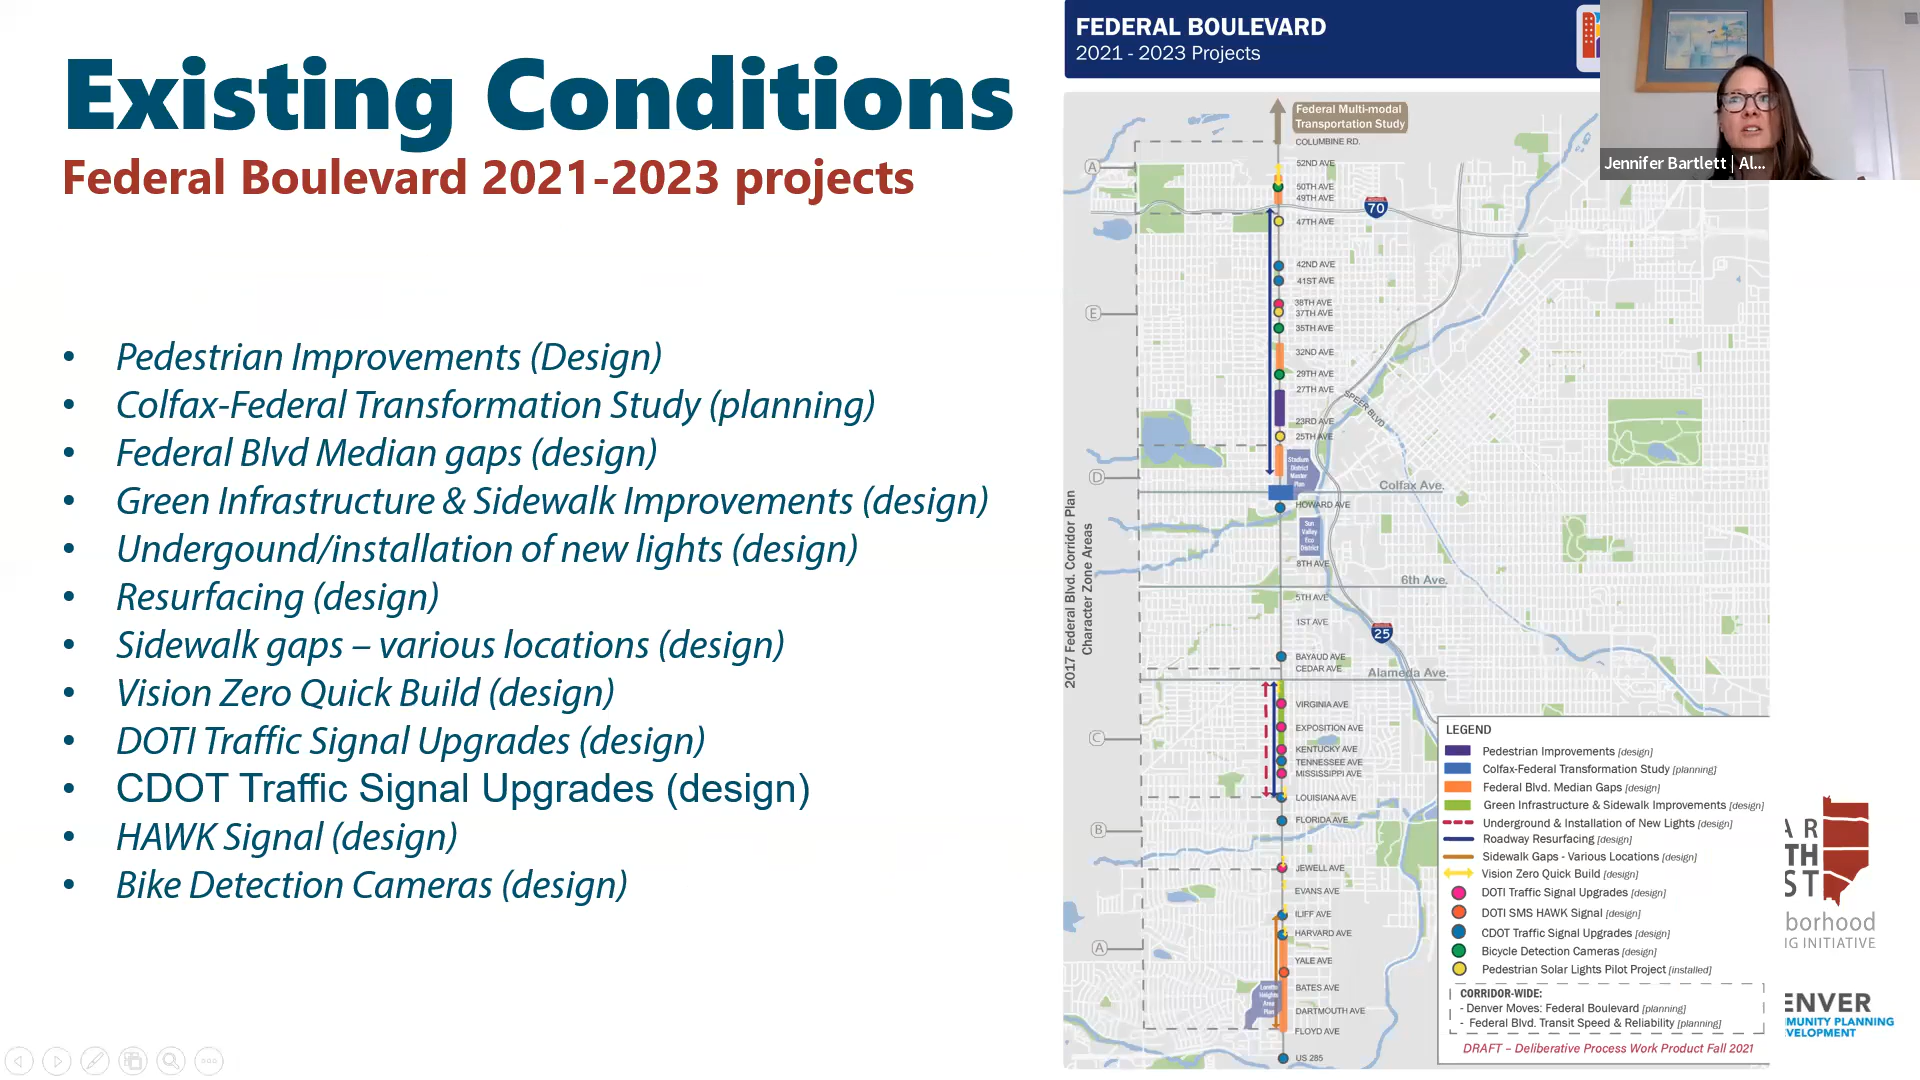 Existing Conditions
Federal Boulevard 2021-2023 projects
• Pedestrian Improvements (Design)
• Colfax-Federal Transformation Study (planning)
• Federal Blvd Median gaps (design)
• Green Infrastructure & Sidewalk Improvements (design)
• Undergound/installation of new lights (design)
• Resurfacing (design)
• Sidewalk gaps – various locations (design)
• Vision Zero Quick Build (design)
• DOTI Traffic Signal Upgrades (design)
• CDOT Traffic Signal Upgrades (design)
• HAWK Signal (design)
• Bike Detection Cameras (design)
FEDERAL BOULEVARD
2021 - 2023 Projects
Jennifer Bartlett | Al...
Federal Multi-modal
Transportation Study
COLUMBINE RD.
52ND AVE
A
50TH AVE
49TH AVE
70
47TH AVE
42ND AVE
41ST AVE
38TH AVE
E
37TH AVE
35TH AVE
32ND AVE
29TH AVE
27TH AVE
SPEER BLVD
23RD AVE
25TH AVE
Stadium
District
Master
Plan
D
Colfax Ave.
HOWARD AVE
Sun
Valley
Eco
District
8TH AVE
6th Ave.
5TH AVE
1ST AVE
25
BAYAUD AVE
CEDAR AVE
Alameda Ave.
2017 Federal Blvd. Corridor Plan
Character Zone Areas
VIRGINIA AVE
EXPOSITION AVE
C
KENTUCKY AVE
TENNESSEE AVE
MISSISSIPPI AVE
LOUISIANA AVE
FLORIDA AVE
B
JEWELL AVE
EVANS AVE
ILIFF AVE
HARVARD AVE
A
YALE AVE
BATES AVE
Loretto
Heights
Area
Plan
DARTMOUTH AVE
FLOYD AVE
US 285
LEGEND
Pedestrian Improvements [design]
Colfax-Federal Transformation Study [planning]
Federal Blvd. Median Gaps [design]
Green Infrastructure & Sidewalk Improvements [design]
Underground & Installation of New Lights [design]
Roadway Resurfacing [design]
Sidewalk Gaps - Various Locations [design]
Vision Zero Quick Build [design]
DOTI Traffic Signal Upgrades [design]
DOTI SMS HAWK Signal [design]
CDOT Traffic Signal Upgrades [design]
Bicycle Detection Cameras [design]
Pedestrian Solar Lights Pilot Project [installed]
CORRIDOR-WIDE:
- Denver Moves: Federal Boulevard [planning]
- Federal Blvd. Transit Speed & Reliability [planning]
DRAFT – Deliberative Process Work Product Fall 2021
A R
TH
ST
borhood
G INITIATIVE
ENVER
MUNITY PLANNING
VELOPMENT